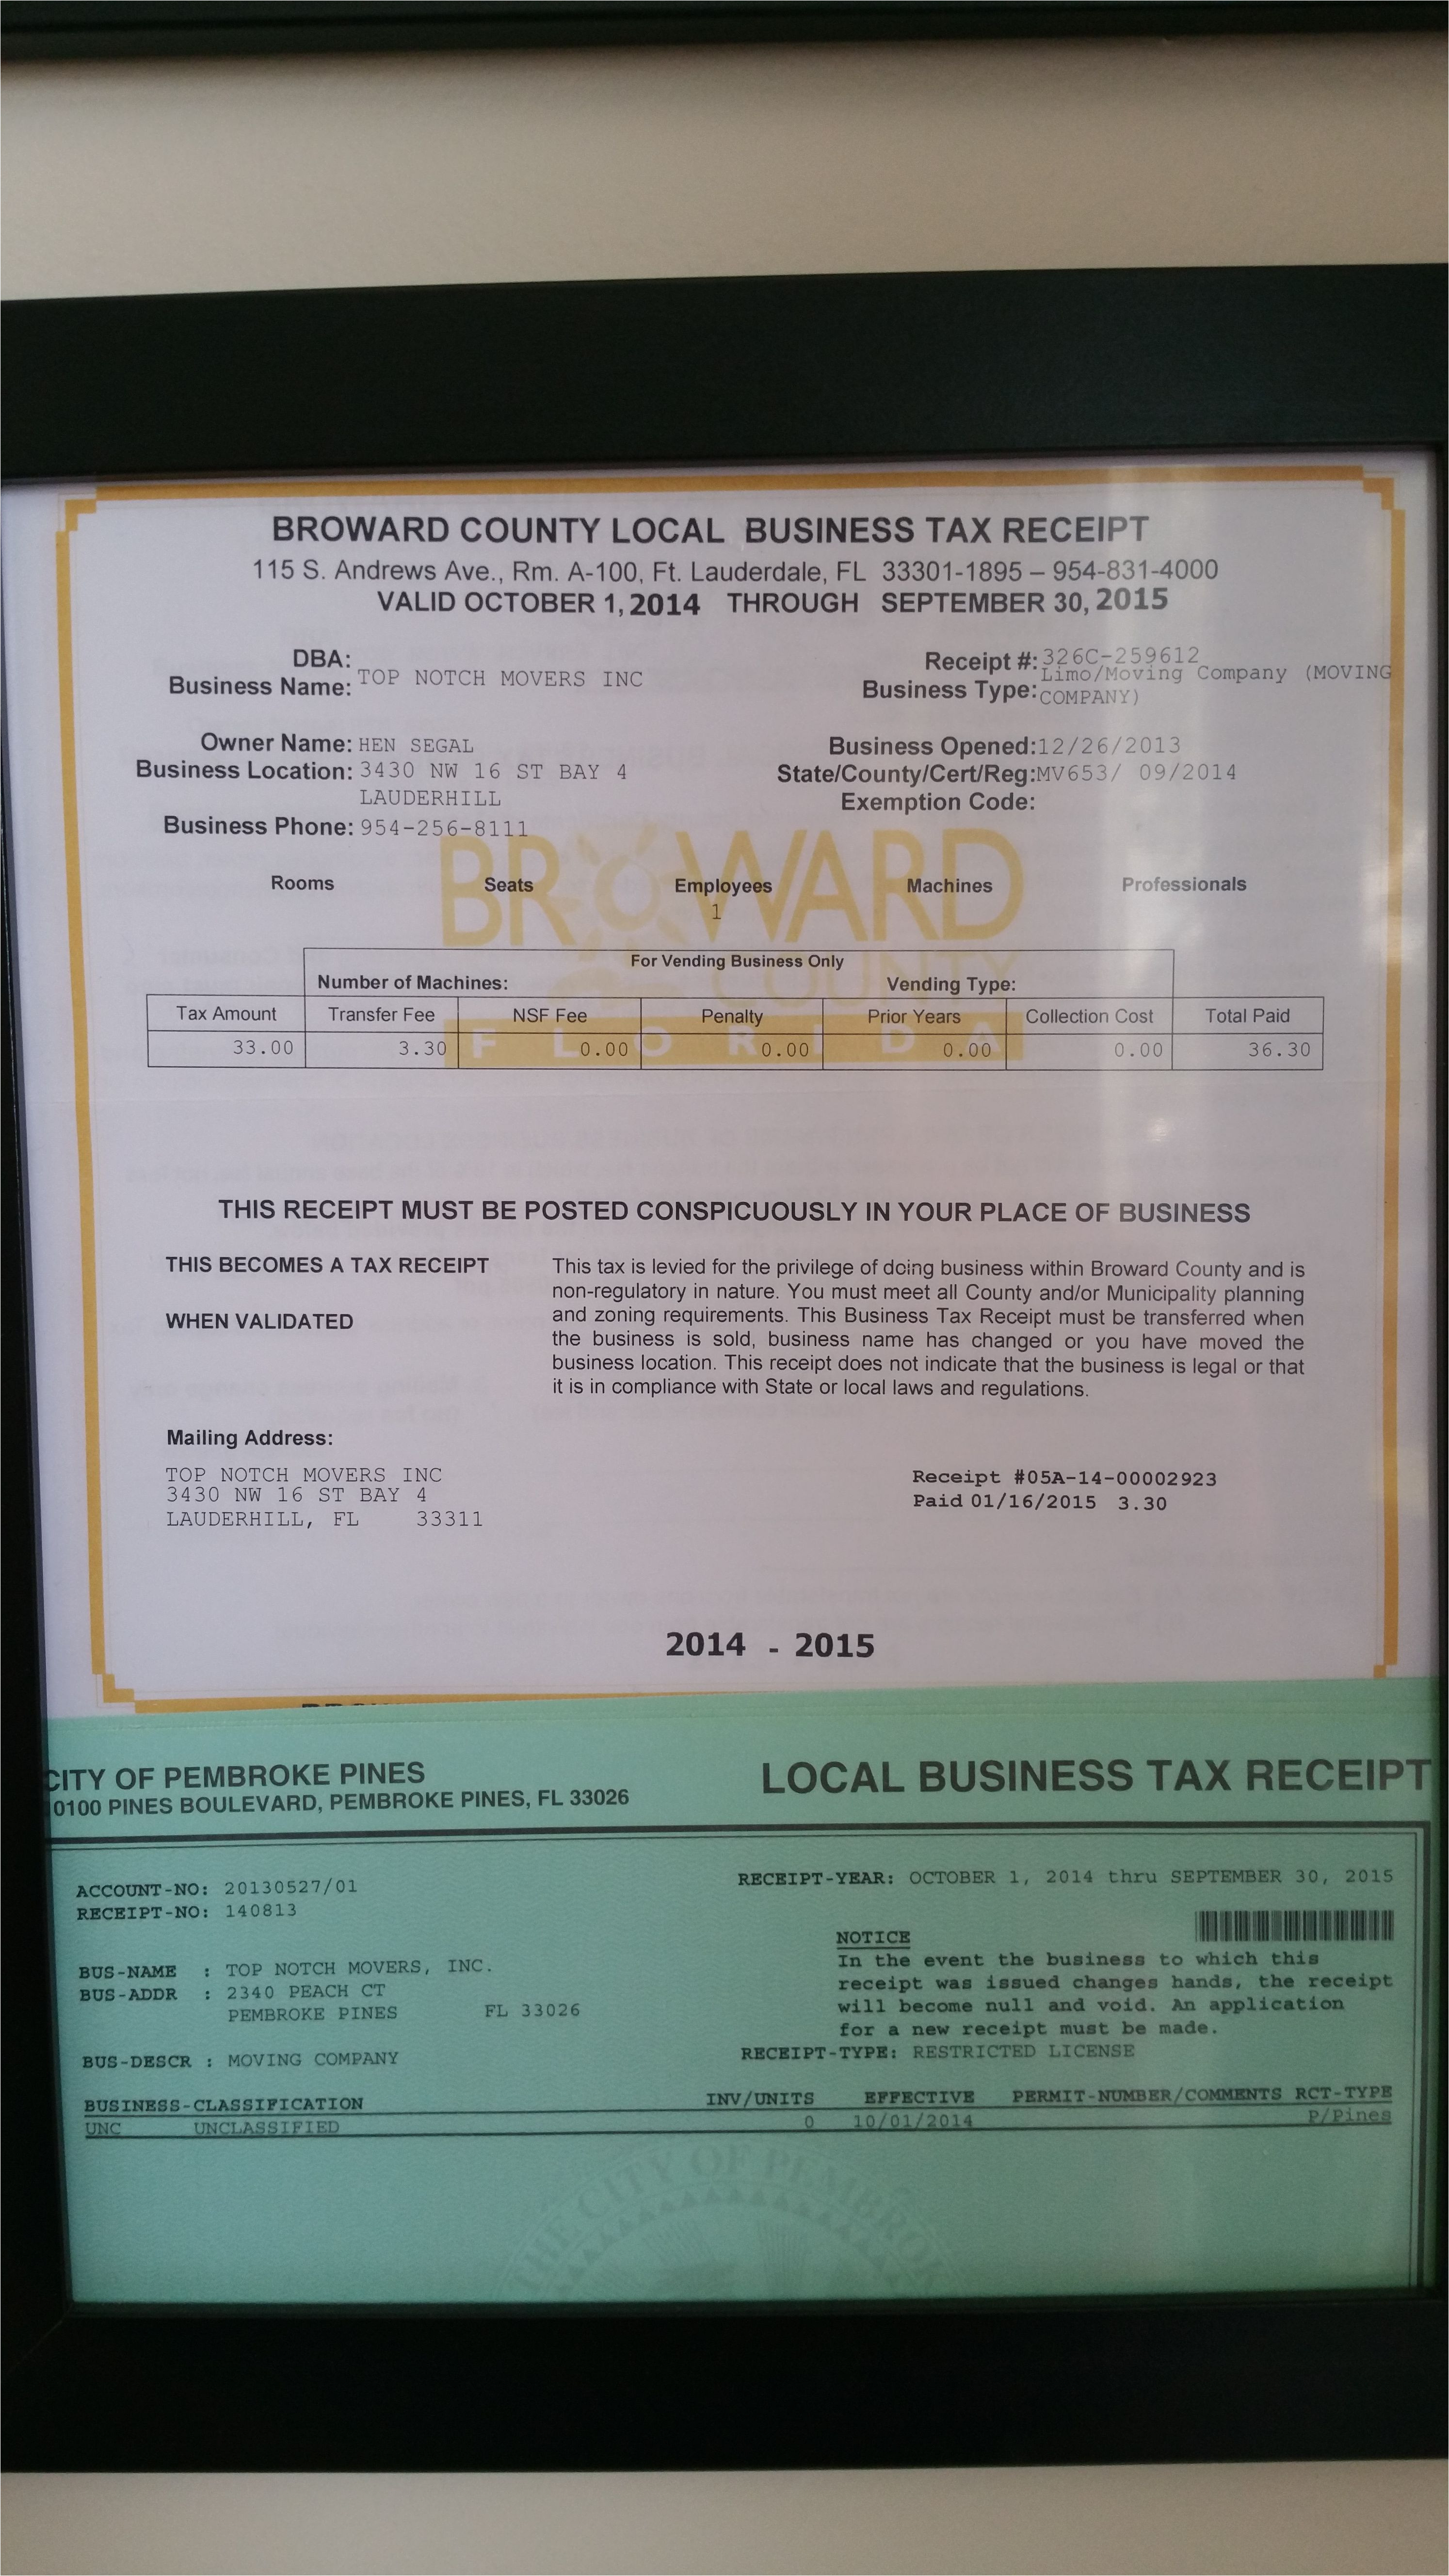 BROWARD COUNTY LOCAL BUSINESS TAX RECEIPT
115 S. Andrews Ave., Rm. A-100, Ft. Lauderdale, FL 33301-1895 – 954-831-4000
VALID OCTOBER 1, 2014 THROUGH SEPTEMBER 30, 2015
DBA:
Business Name: TOP NOTCH MOVERS INC
Receipt #: 326C-259612
Business Type: Limo/Moving Company (MOVING
COMPANY)
Owner Name: HEN SEGAL
Business Location: 3430 NW 16 ST BAY 4
LAUDERHILL
Business Phone: 954-256-8111
Business Opened: 12/26/2013
State/County/Cert/Reg: MV653/ 09/2014
Exemption Code:
BROWARD
COUNTY
FLORIDA
Rooms Seats Employees Machines Professionals
1
For Vending Business Only
Number of Machines: Vending Type:
Tax Amount Transfer Fee NSF Fee Penalty Prior Years Collection Cost Total Paid
33.00 3.30 0.00 0.00 0.00 0.00 36.30
THIS RECEIPT MUST BE POSTED CONSPICUOUSLY IN YOUR PLACE OF BUSINESS
THIS BECOMES A TAX RECEIPT
WHEN VALIDATED
This tax is levied for the privilege of doing business within Broward County and is
non-regulatory in nature. You must meet all County and/or Municipality planning
and zoning requirements. This Business Tax Receipt must be transferred when
the business is sold, business name has changed or you have moved the
business location. This receipt does not indicate that the business is legal or that
it is in compliance with State or local laws and regulations.
Mailing Address:
TOP NOTCH MOVERS INC
3430 NW 16 ST BAY 4
LAUDERHILL, FL 33311
Receipt #05A-14-00002923
Paid 01/16/2015 3.30
2014 - 2015
CITY OF PEMBROKE PINES
0100 PINES BOULEVARD, PEMBROKE PINES, FL 33026
LOCAL BUSINESS TAX RECEIPT
ACCOUNT-NO: 20130527/01
RECEIPT-NO: 140813
RECEIPT-YEAR: OCTOBER 1, 2014 thru SEPTEMBER 30, 2015
BUS-NAME : TOP NOTCH MOVERS, INC.
BUS-ADDR : 2340 PEACH CT
PEMBROKE PINES FL 33026
BUS-DESCR : MOVING COMPANY
NOTICE
In the event the business to which this
receipt was issued changes hands, the receipt
will become null and void. An application
for a new receipt must be made.
RECEIPT-TYPE: RESTRICTED LICENSE
BUSINESS-CLASSIFICATION INV/UNITS EFFECTIVE PERMIT-NUMBER/COMMENTS RCT-TYPE
UNC UNCLASSIFIED 0 10/01/2014 P/Pines
THE CITY OF PEMBROK